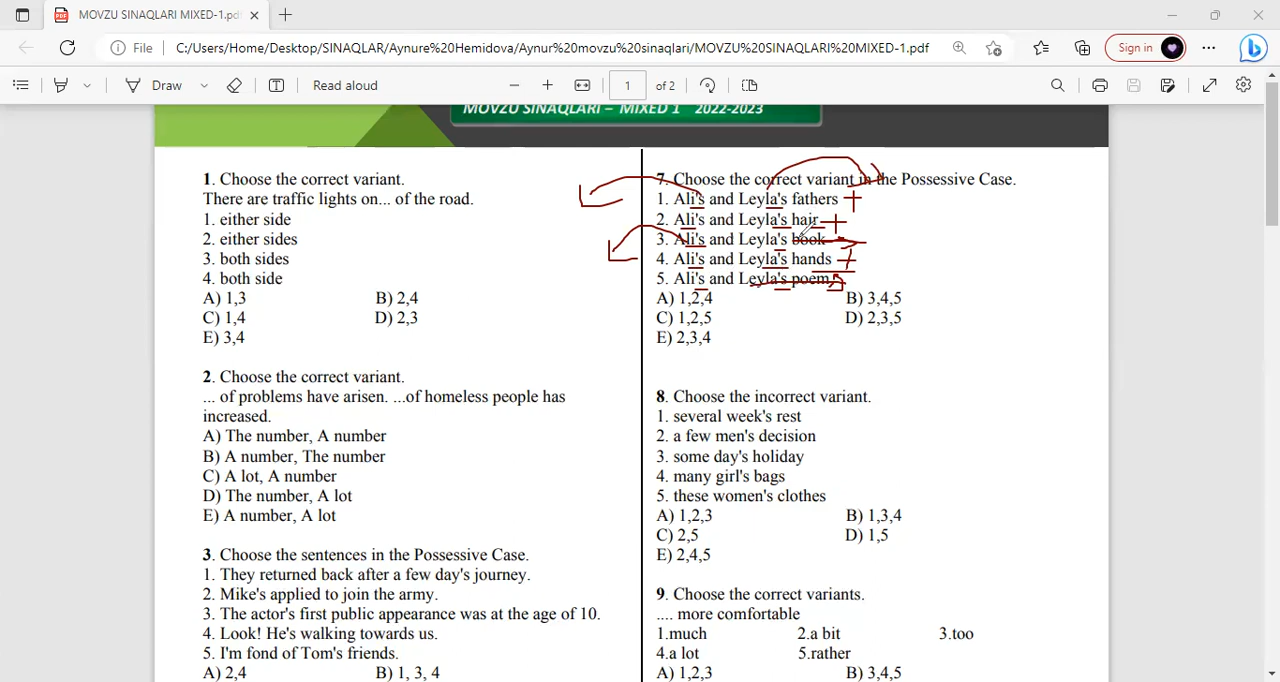 MOVZU SINAQLARI MIXED-1.pdf
File
C:/Users/Home/Desktop/SINAQLAR/Aynure%20Hemidova/Aynur%20movzu%20sinaqlari/MOVZU%20SINAQLARI%20MIXED-1.pdf
Sign in
Draw
Read aloud
1
of 2
MOVZU SINAQLARI – MIXED 1 2022-2023
1. Choose the correct variant.
There are traffic lights on... of the road.
1. either side
2. either sides
3. both sides
4. both side
A) 1,3 B) 2,4
C) 1,4 D) 2,3
E) 3,4
2. Choose the correct variant.
... of problems have arisen. ...of homeless people has
increased.
A) The number, A number
B) A number, The number
C) A lot, A number
D) The number, A lot
E) A number, A lot
3. Choose the sentences in the Possessive Case.
1. They returned back after a few day's journey.
2. Mike's applied to join the army.
3. The actor's first public appearance was at the age of 10.
4. Look! He's walking towards us.
5. I'm fond of Tom's friends.
A) 2,4 B) 1, 3, 4
7. Choose the correct variant in the Possessive Case.
1. Ali's and Leyla's fathers +
2. Ali's and Leyla's hair +
3. Ali's and Leyla's book
4. Ali's and Leyla's hands +
5. Ali's and Leyla's poem
A) 1,2,4 B) 3,4,5
C) 1,2,5 D) 2,3,5
E) 2,3,4
8. Choose the incorrect variant.
1. several week's rest
2. a few men's decision
3. some day's holiday
4. many girl's bags
5. these women's clothes
A) 1,2,3 B) 1,3,4
C) 2,5 D) 1,5
E) 2,4,5
9. Choose the correct variants.
.... more comfortable
1.much 2.a bit 3.too
4.a lot 5.rather
A) 1,2,3 B) 3,4,5